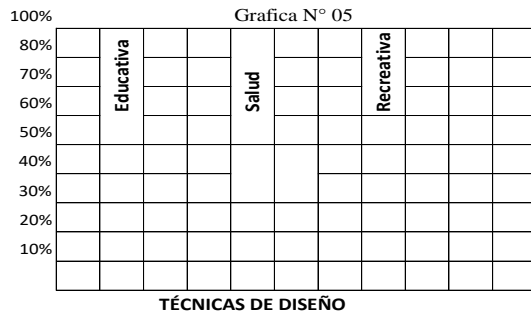 Grafica N° 05
100%
80%
70%
60%
50%
40%
30%
20%
10%
Educativa
Salud
Recreativa
TÉCNICAS DE DISEÑO